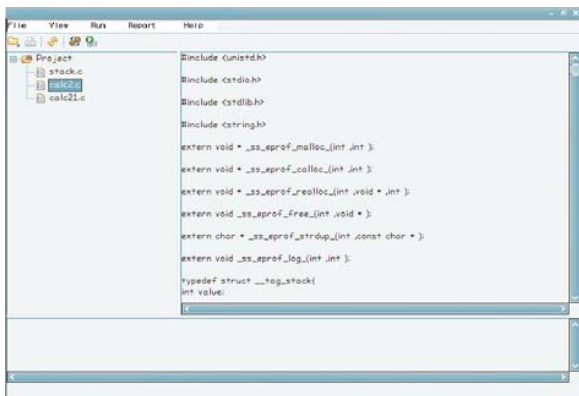 File View Run Report Help
Project
stack.c
calc2.c
calc21.c
#include <unistd.h>
#include <stdio.h>
#include <stdlib.h>
#include <string.h>
extern void * _ss_eprof_malloc_(int ,int );
extern void * _ss_eprof_calloc_(int ,int );
extern void * _ss_eprof_realloc_(int ,void * ,int );
extern void _ss_eprof_free_(int ,void * );
extern char * _ss_eprof_strdup_(int ,const char * );
extern void _ss_eprof_log_(int ,int );
typedef struct __tag_stack{
int value;